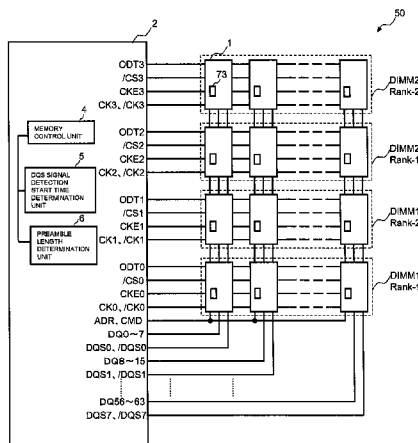 50
2
1
ODT3
/CS3
CKE3
CK3、/CK3
73
DIMM2
Rank-2
4
MEMORY
CONTROL UNIT
5
DQS SIGNAL
DETECTION
START TIME
DETERMINATION
UNIT
6
PREAMBLE
LENGTH
DETERMINATION
UNIT
ODT2
/CS2
CKE2
CK2、/CK2
DIMM2
Rank-1
ODT1
/CS1
CKE1
CK1、/CK1
DIMM1
Rank-2
ODT0
/CS0
CKE0
CK0、/CK0
DIMM1
Rank-1
ADR、CMD
DQ0～7
DQS0、/DQS0
DQ8～15
DQS1、/DQS1
DQ56～63
DQS7、/DQS7